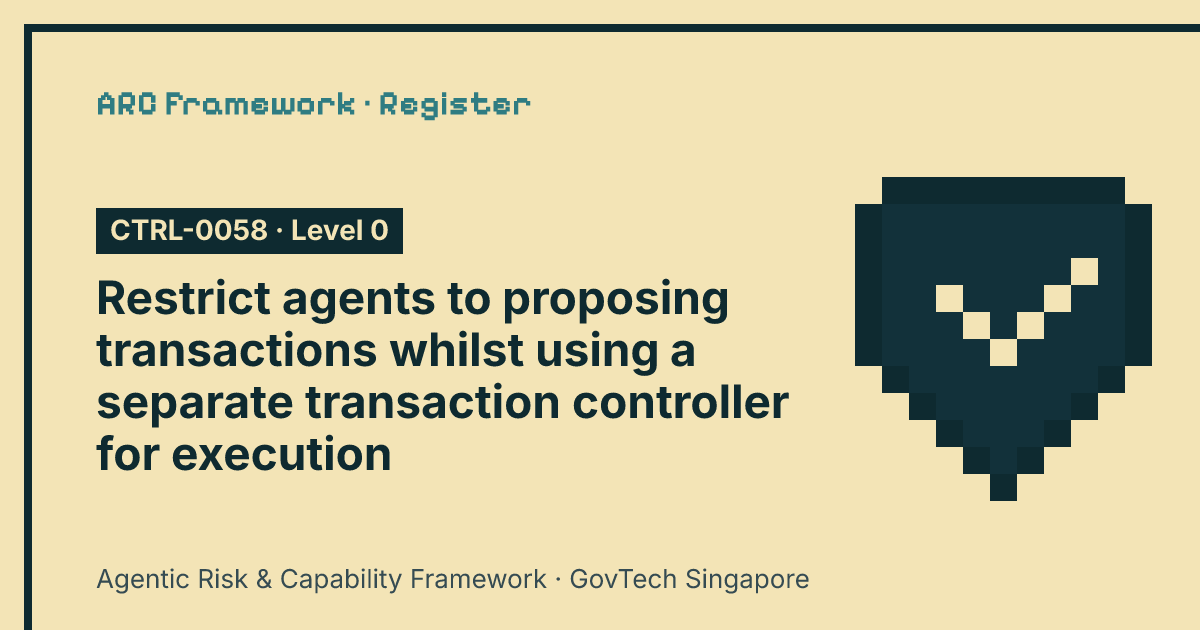 ARC Framework · Register
CTRL-0058 · Level 0
Restrict agents to proposing
transactions whilst using a
separate transaction controller
for execution
Agentic Risk & Capability Framework · GovTech Singapore